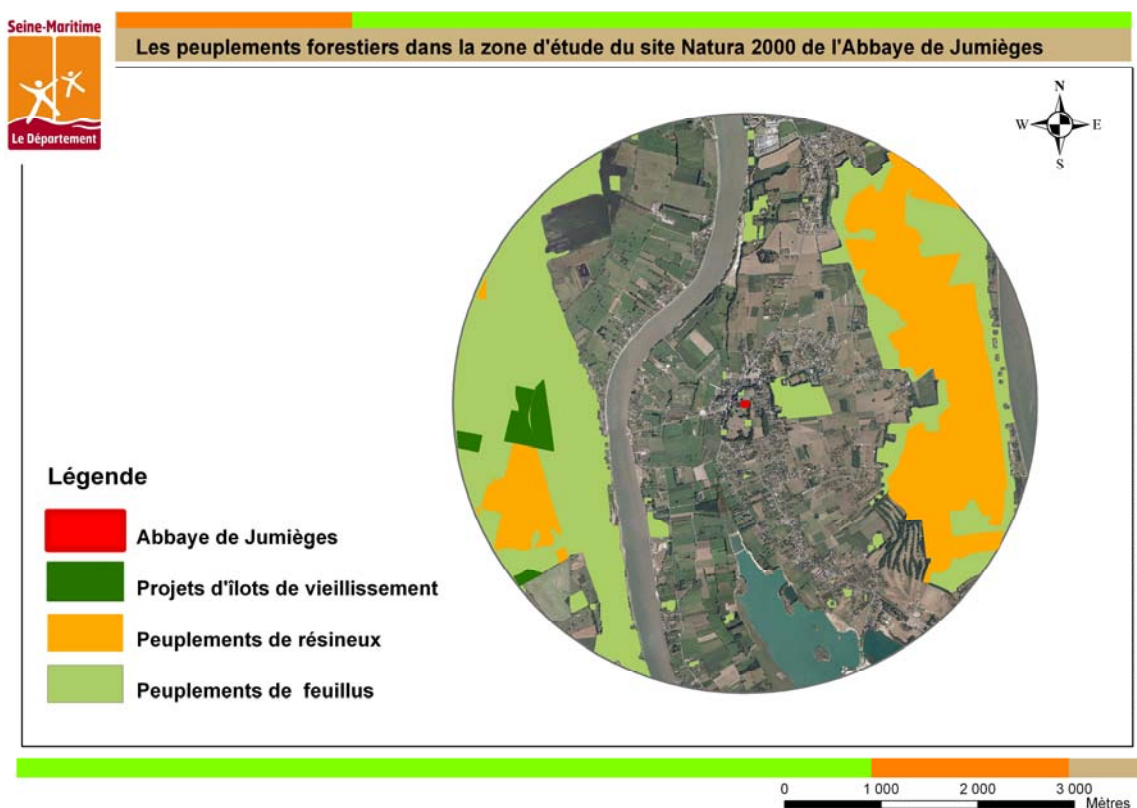 Seine-Maritime
Le Département
Les peuplements forestiers dans la zone d'étude du site Natura 2000 de l'Abbaye de Jumièges
N
W E
S
Légende
Abbaye de Jumièges
Projets d'îlots de vieillissement
Peuplements de résineux
Peuplements de feuillus
0 1 000 2 000 3 000
Mètres